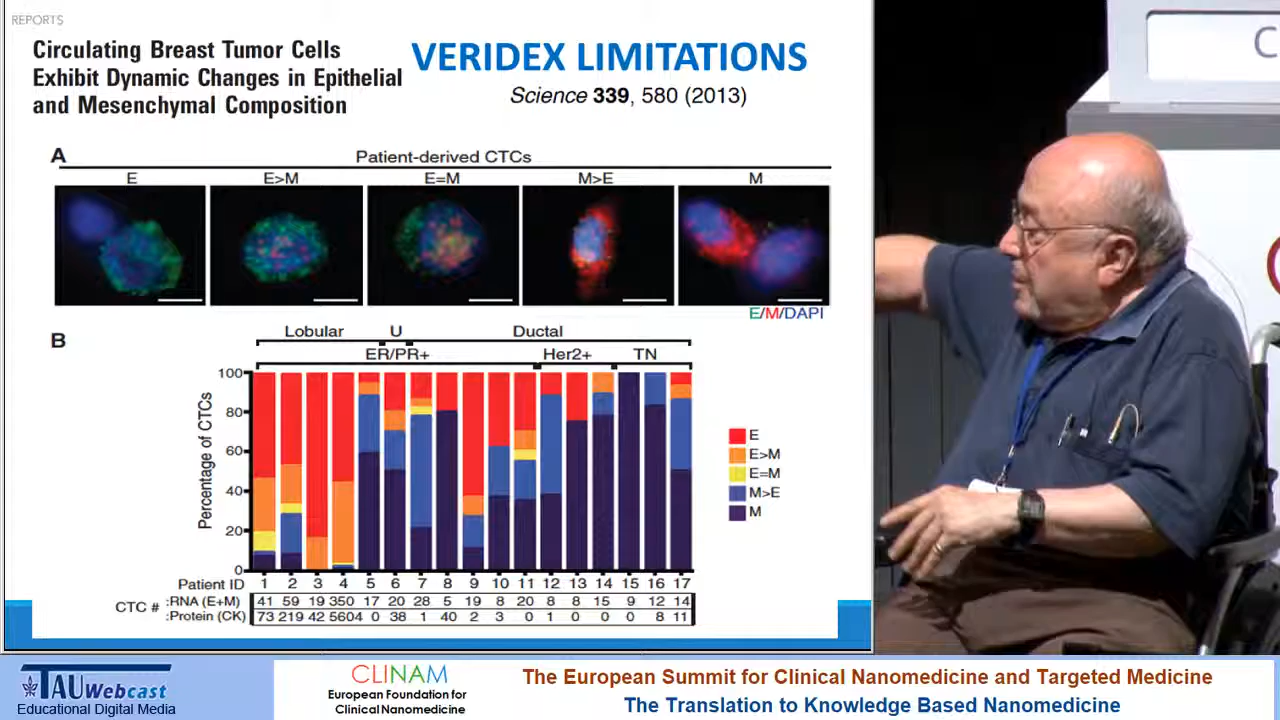 REPORTS
Circulating Breast Tumor Cells
Exhibit Dynamic Changes in Epithelial
and Mesenchymal Composition
VERIDEX LIMITATIONS
Science 339, 580 (2013)
A
Patient-derived CTCs
E E>M E=M M>E M
E/M/DAPI
B
Lobular U Ductal
ER/PR+ Her2+ TN
Percentage of CTCs
100
80
60
40
20
0
E
E>M
E=M
M>E
M
Patient ID 1 2 3 4 5 6 7 8 9 10 11 12 13 14 15 16 17
CTC #
:RNA (E+M) 41 59 19 350 17 20 28 5 19 8 20 8 8 15 9 12 14
:Protein (CK) 73 219 42 5604 0 38 1 40 2 3 0 1 0 0 0 8 11
C
TAU Webcast
Educational Digital Media
CLINAM
European Foundation for
Clinical Nanomedicine
The European Summit for Clinical Nanomedicine and Targeted Medicine
The Translation to Knowledge Based Nanomedicine